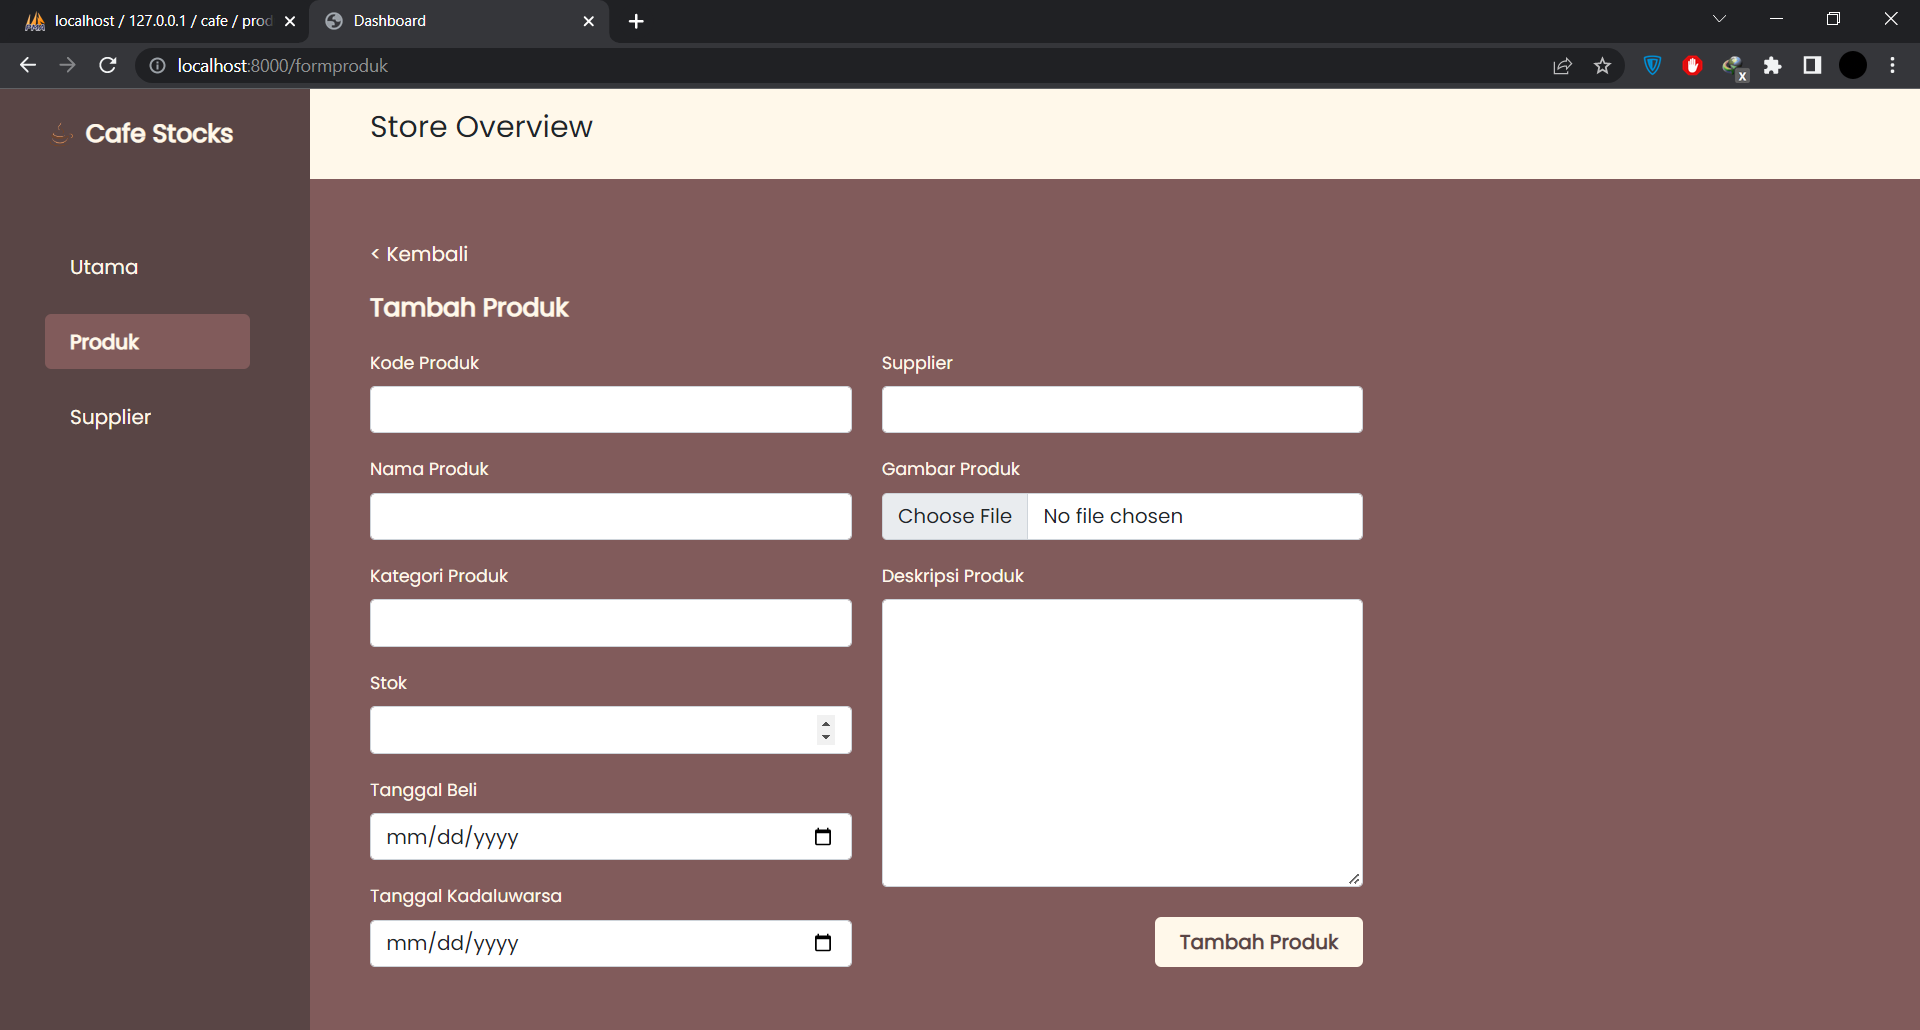 localhost / 127.0.0.1 / cafe / prod
Dashboard
localhost:8000/formproduk
Cafe Stocks
Utama
Produk
Supplier
Store Overview
< Kembali
Tambah Produk
Kode Produk
Nama Produk
Kategori Produk
Stok
Tanggal Beli
mm/dd/yyyy
Tanggal Kadaluwarsa
mm/dd/yyyy
Supplier
Gambar Produk
Choose File No file chosen
Deskripsi Produk
Tambah Produk